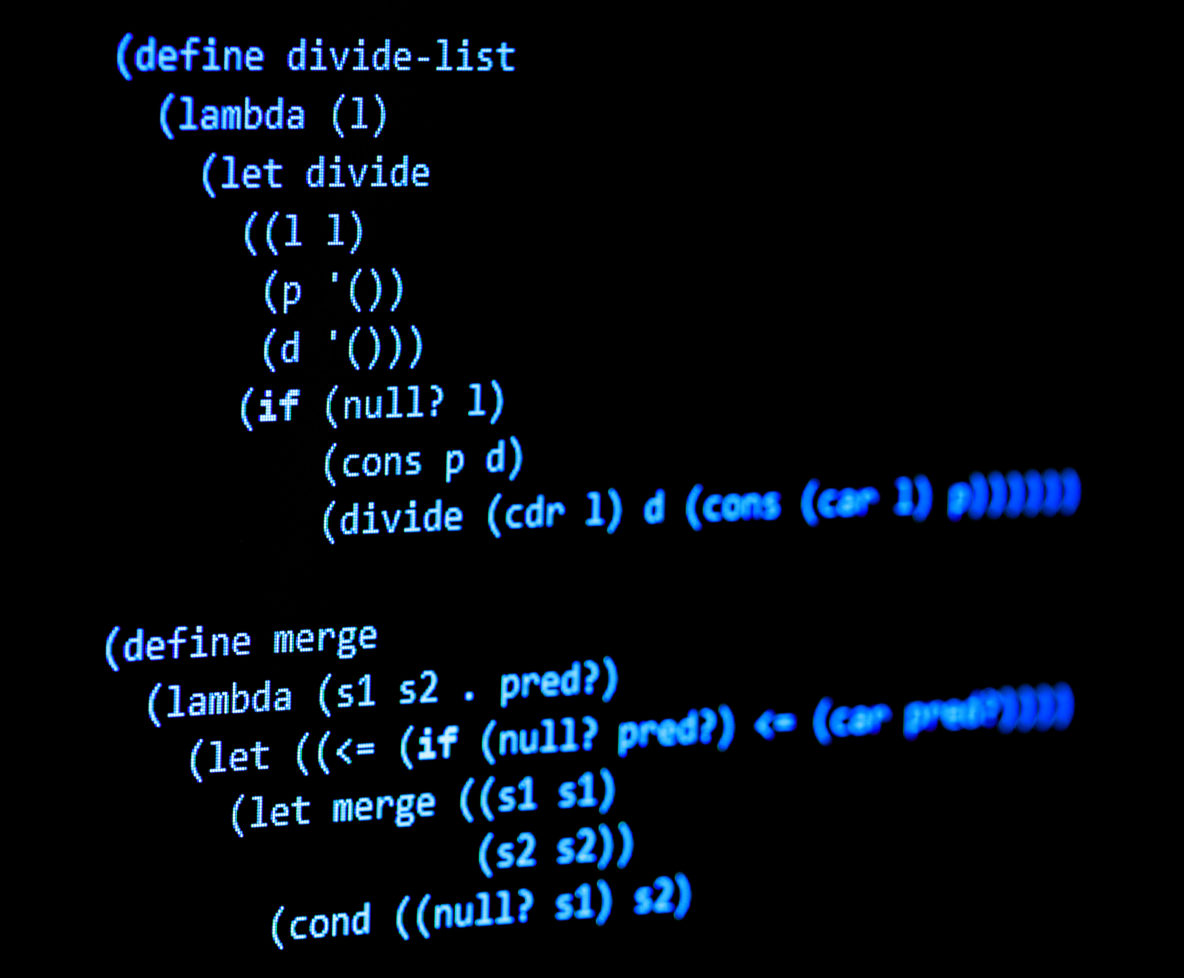 (define divide-list
(lambda (l)
(let divide
((l l)
(p '())
(d '()))
(if (null? l)
(cons p d)
(divide (cdr l) d (cons (car l) p)))))))
(define merge
(lambda (s1 s2 . pred?)
(let ((<= (if (null? pred?) <= (car pred?))))
(let merge ((s1 s1)
(s2 s2))
(cond ((null? s1) s2)